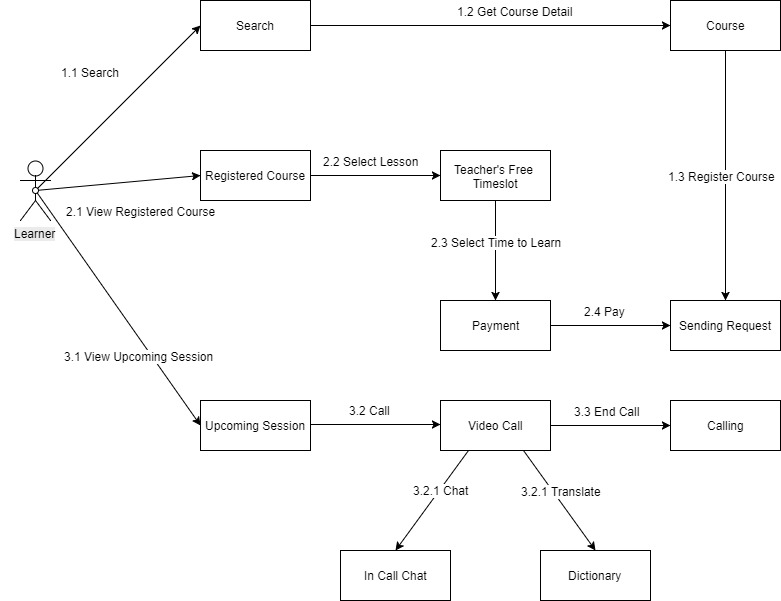 Search
1.2 Get Course Detail
Course
1.1 Search
Registered Course
2.2 Select Lesson
Teacher's Free
Timeslot
1.3 Register Course
2.1 View Registered Course
Learner
2.3 Select Time to Learn
Payment
2.4 Pay
Sending Request
3.1 View Upcoming Session
Upcoming Session
3.2 Call
Video Call
3.3 End Call
Calling
3.2.1 Chat
3.2.1 Translate
In Call Chat
Dictionary